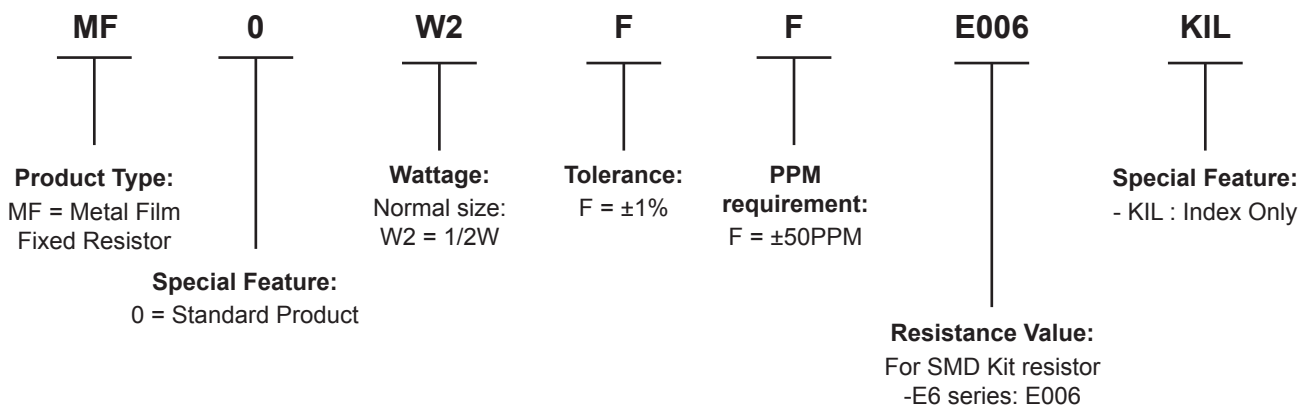 MF 0 W2 F F E006 KIL
Product Type:
MF = Metal Film
Fixed Resistor
Special Feature:
0 = Standard Product
Wattage:
Normal size:
W2 = 1/2W
Tolerance:
F = ±1%
PPM
requirement:
F = ±50PPM
Resistance Value:
For SMD Kit resistor
-E6 series: E006
Special Feature:
- KIL : Index Only